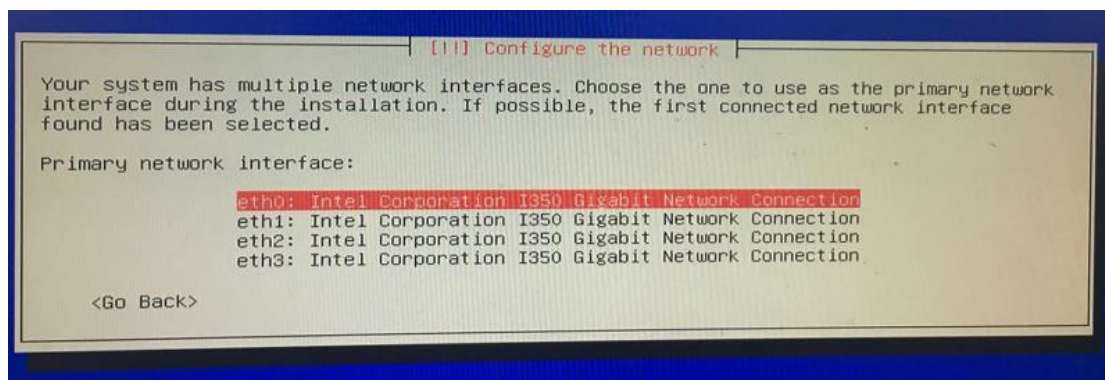 [!!] Configure the network
Your system has multiple network interfaces. Choose the one to use as the primary network
interface during the installation. If possible, the first connected network interface
found has been selected.
Primary network interface:
eth0: Intel Corporation I350 Gigabit Network Connection
eth1: Intel Corporation I350 Gigabit Network Connection
eth2: Intel Corporation I350 Gigabit Network Connection
eth3: Intel Corporation I350 Gigabit Network Connection
<Go Back>